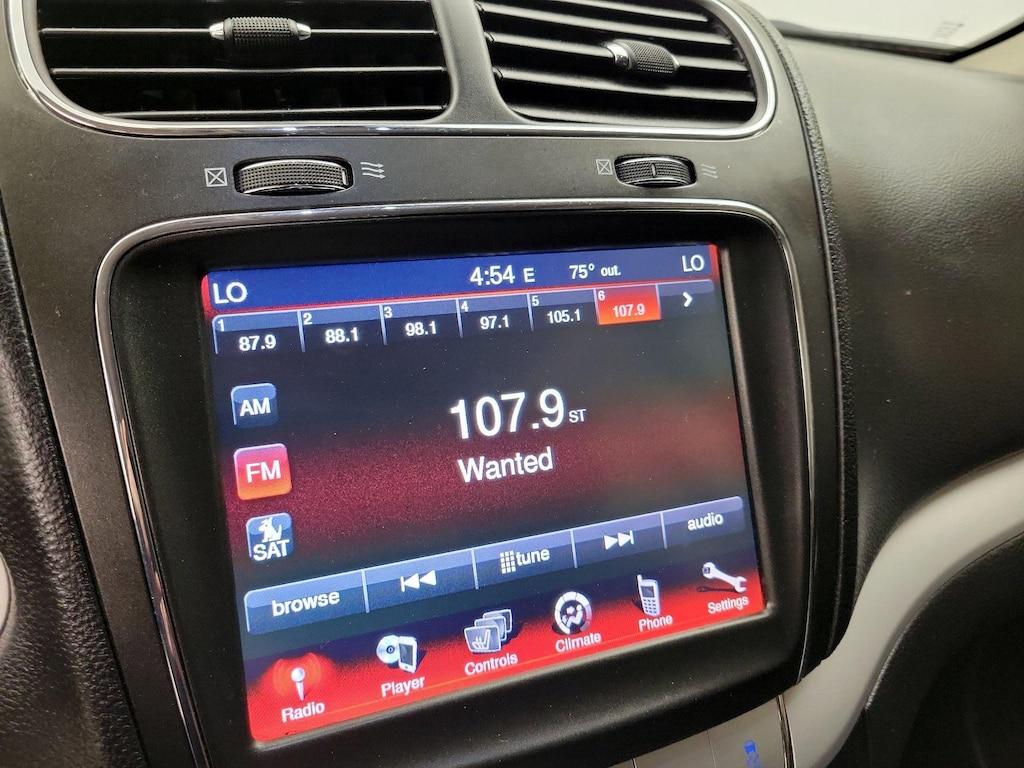 LO 4:54 E 75° out. LO
1 2 3 4 5 6
87.9 88.1 98.1 97.1 105.1 107.9
AM
107.9 ST
FM
Wanted
SAT
browse tune audio
Radio Player Controls Climate Phone Settings